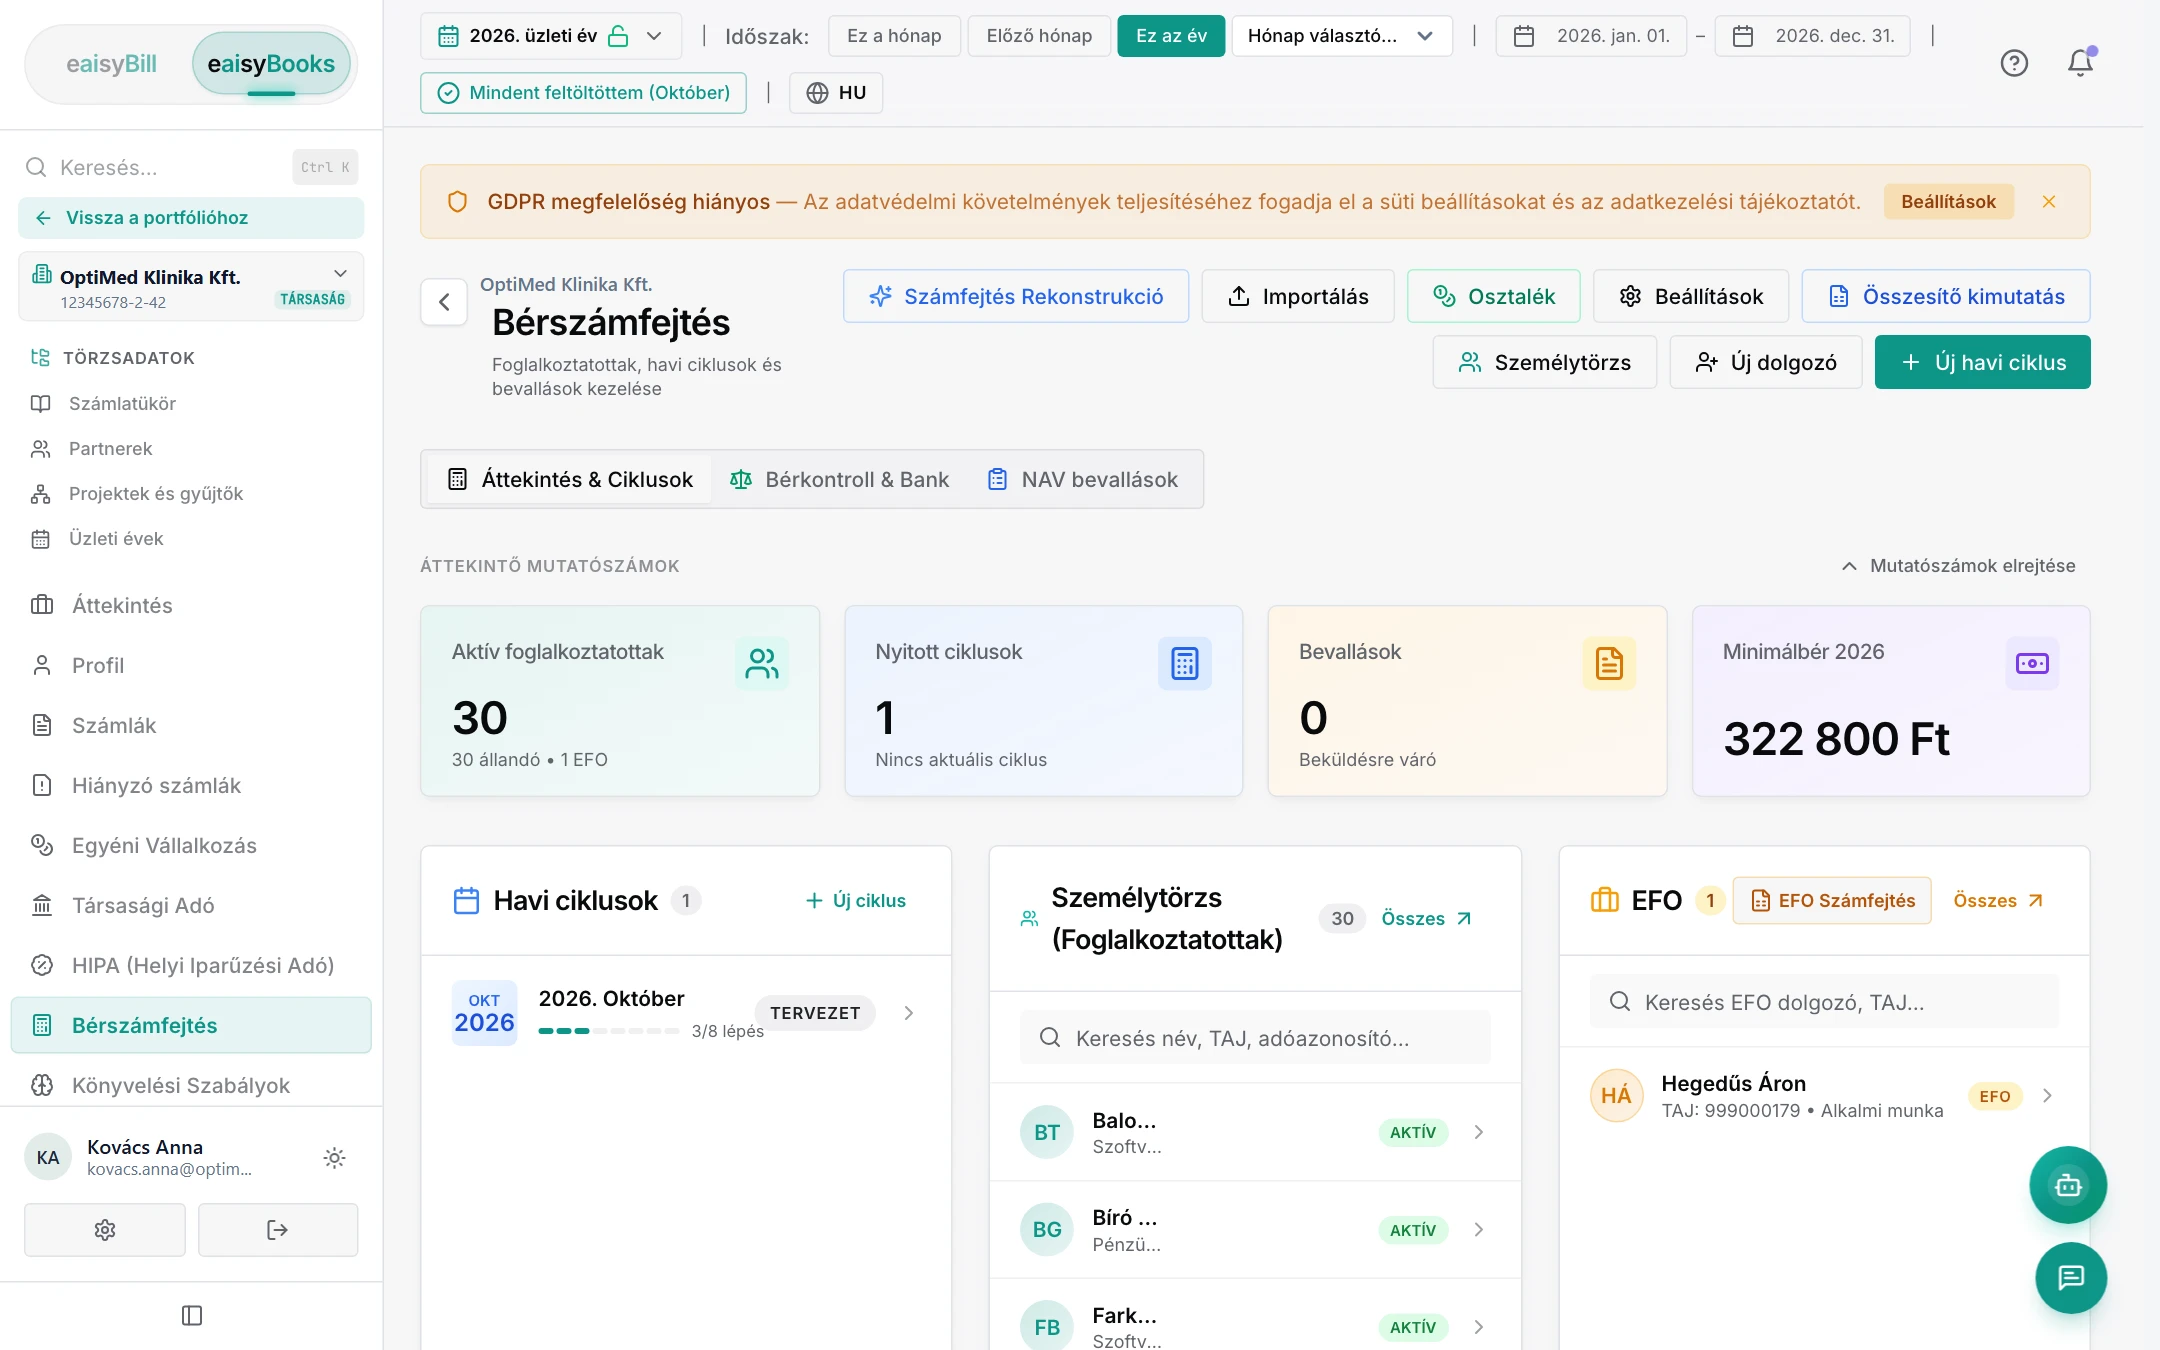 eaisyBill
eaisyBooks
Keresés...
Ctrl K
Vissza a portfólióhoz
OptiMed Klinika Kft.
12345678-2-42
TÁRSASÁG
TÖRZSADATOK
Számlatükör
Partnerek
Projektek és gyűjtők
Üzleti évek
Áttekintés
Profil
Számlák
Hiányzó számlák
Egyéni Vállalkozás
Társasági Adó
HIPA (Helyi Iparűzési Adó)
Bérszámfejtés
Könyvelési Szabályok
KA
Kovács Anna
kovacs.anna@optim...
2026. üzleti év
Időszak:
Ez a hónap
Előző hónap
Ez az év
Hónap választó...
2026. jan. 01.
–
2026. dec. 31.
Mindent feltöltöttem (Október)
HU
GDPR megfelelőség hiányos — Az adatvédelmi követelmények teljesítéséhez fogadja el a süti beállításokat és az adatkezelési tájékoztatót.
Beállítások
OptiMed Klinika Kft.
Bérszámfejtés
Foglalkoztatottak, havi ciklusok és
bevallások kezelése
Számfejtés Rekonstrukció
Importálás
Osztalék
Beállítások
Összesítő kimutatás
Személytörzs
Új dolgozó
Új havi ciklus
Áttekintés & Ciklusok
Bérkontroll & Bank
NAV bevallások
ÁTTEKINTŐ MUTATÓSZÁMOK
Mutatószámok elrejtése
Aktív foglalkoztatottak
30
30 állandó • 1 EFO
Nyitott ciklusok
1
Nincs aktuális ciklus
Bevallások
0
Beküldésre váró
Minimálbér 2026
322 800 Ft
Havi ciklusok
1
Új ciklus
OKT
2026
2026. Október
3/8 lépés
TERVEZET
Személytörzs
(Foglalkoztatottak)
30
Összes
Keresés név, TAJ, adóazonosító...
BT
Balo...
Szoftv...
AKTÍV
BG
Bíró ...
Pénzü...
AKTÍV
FB
Fark...
Szoftv...
AKTÍV
EFO
1
EFO Számfejtés
Összes
Keresés EFO dolgozó, TAJ...
HÁ
Hegedűs Áron
TAJ: 999000179 • Alkalmi munka
EFO